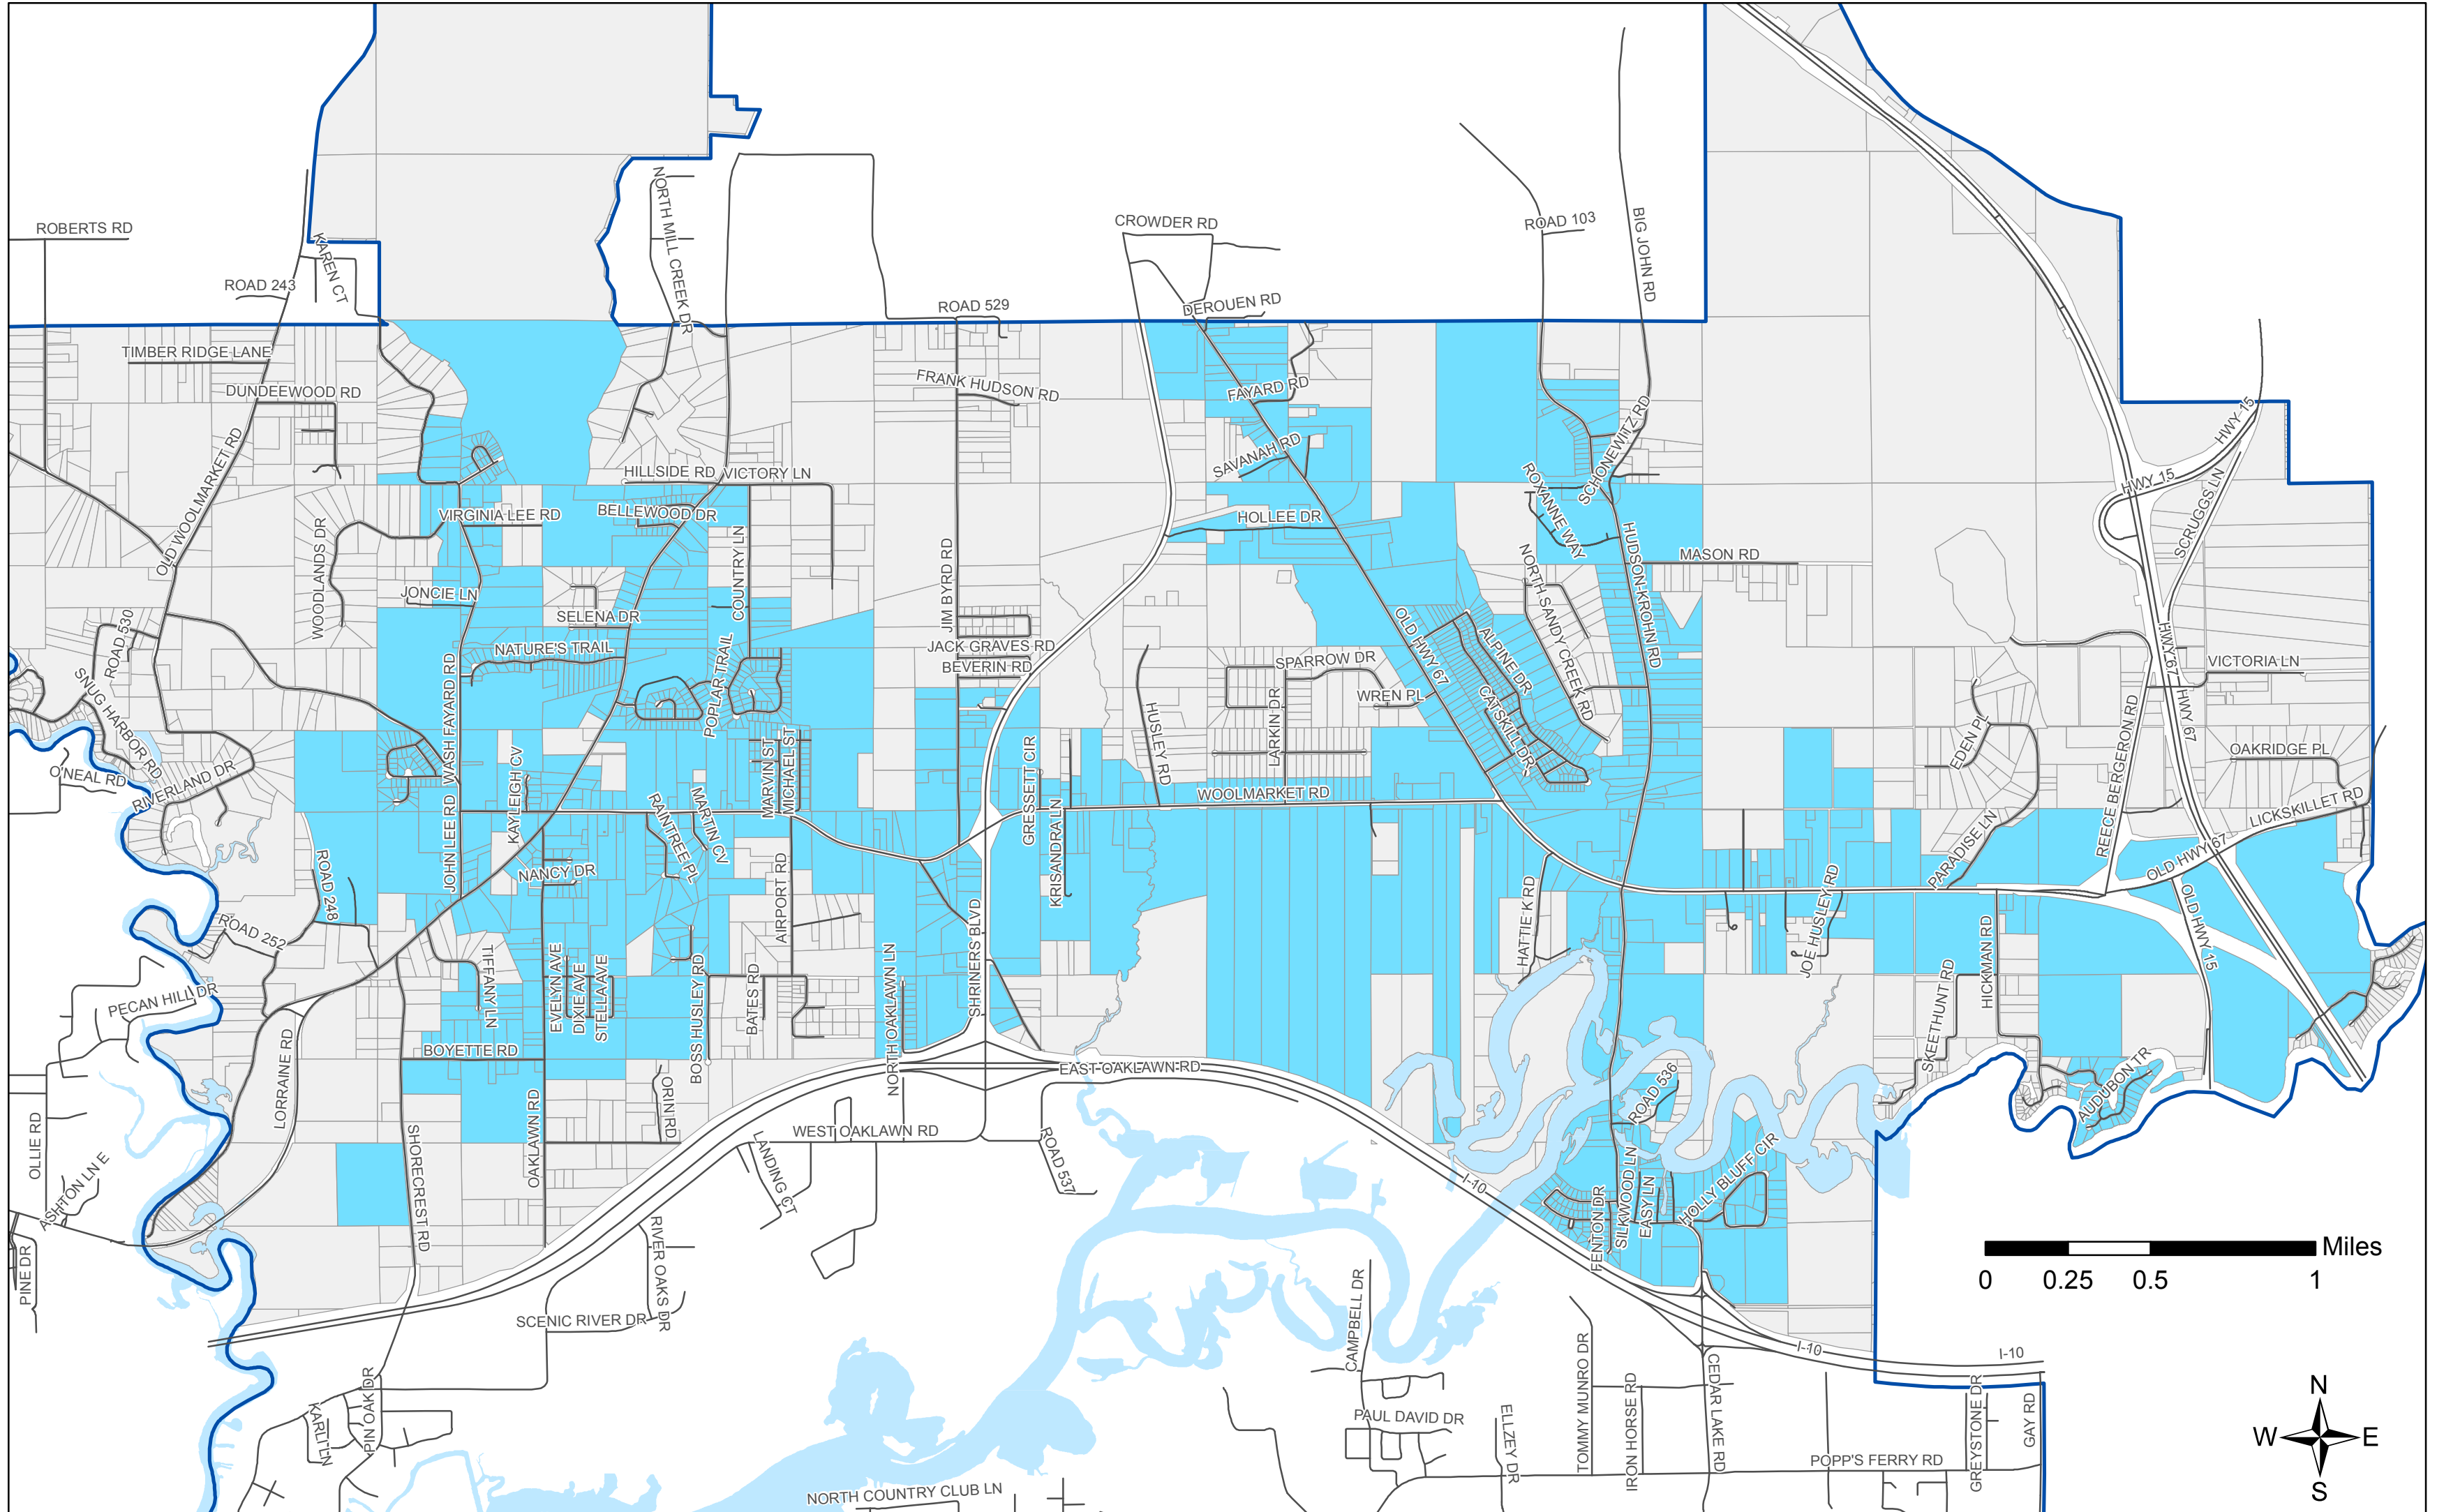 ROBERTS RD
KAREN CT
ROAD 243
NORTH MILL CREEK DR
CROWDER RD
ROAD 103
BIG JOHN RD
ROAD 529
DEROUEN RD
TIMBER RIDGE LANE
DUNDEEWOOD RD
FRANK HUDSON RD
FAYARD RD
HWY 15
OLD WOOLMARKET RD
HILLSIDE RD
VICTORY LN
SAVANAH RD
SCHONEWITZ RD
ROXANNE WAY
HWY 15
SCRUGGS LN
VIRGINIA LEE RD
BELLEWOOD DR
HOLLEE DR
WOODLANDS DR
COUNTRY LN
JIM BYRD RD
HUDSON-KROHN RD
MASON RD
JONCIE LN
SELENA DR
NORTH SANDY CREEK RD
ROAD 530
NATURE'S TRAIL
JACK GRAVES RD
BEVERIN RD
OLD HWY 67
ALPINE DR
HWY 67
VICTORIA LN
SNUG HARBOR RD
WASH FAYARD RD
POPLAR TRAIL
SPARROW DR
WREN PL
CATSKILL DR
LARKIN DR
HUSLEY RD
HWY 67
EDEN PL
OAKRIDGE PL
O'NEAL RD
RIVERLAND DR
KAYLEIGH CV
MARVIN ST
MICHAEL ST
GRESSETT CIR
REECE BERGERON RD
JOHN LEE RD
RAINTREE PL
MARTIN CV
KRISANDRA LN
WOOLMARKET RD
LICKSKILLET RD
PARADISE LN
OLD HWY 67
ROAD 248
NANCY DR
AIRPORT RD
HATTIE K RD
JOE HUSLEY RD
OLD HWY 15
ROAD 252
TIFFANY LN
EVELYN AVE
DIXIE AVE
STELLA AVE
BOSS HUSLEY RD
BATES RD
NORTH OAKLAWN LN
SHRINERS BLVD
HICKMAN RD
SKEETHUNT RD
PECAN HILL DR
LORRAINE RD
BOYETTE RD
EAST OAKLAWN RD
ROAD 536
AUDUBON TR
OLLIE RD
ASHTON LN E
SHORECREST RD
OAKLAWN RD
ORIN RD
WEST OAKLAWN RD
LANDING CT
ROAD 537
I-10
FENTON DR
SILKWOOD LN
EASY LN
HOLLY BLUFF CIR
PINE DR
RIVER OAKS DR
SCENIC RIVER DR
Miles
0 0.25 0.5 1
CAMPBELL DR
TOMMY MUNRO DR
I-10
I-10
KARLI LN
PIN OAK DR
PAUL DAVID DR
ELLZEY DR
IRON HORSE RD
CEDAR LAKE RD
POPP'S FERRY RD
GREYSTONE DR
GAY RD
NORTH COUNTRY CLUB LN
N
W E
S